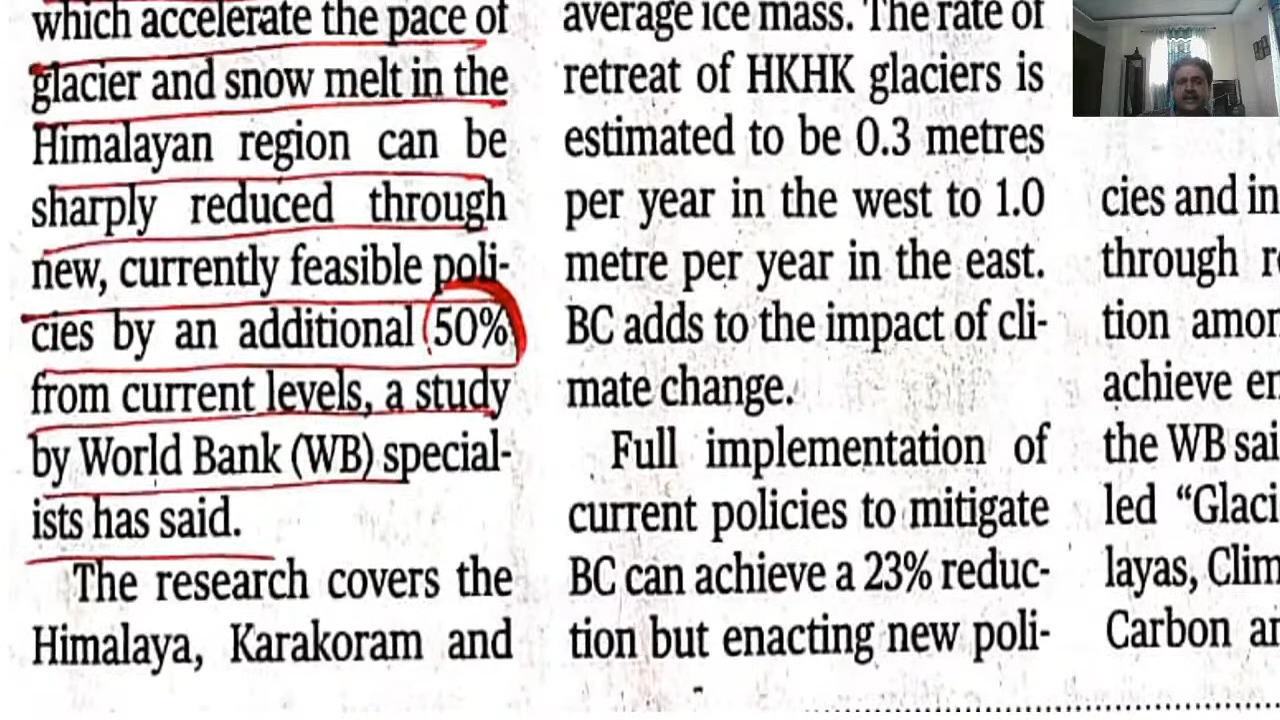 which accelerate the pace of
glacier and snow melt in the
Himalayan region can be
sharply reduced through
new, currently feasible poli-
cies by an additional 50%
from current levels, a study
by World Bank (WB) special-
ists has said.
The research covers the
Himalaya, Karakoram and
average ice mass. The rate of
retreat of HKHK glaciers is
estimated to be 0.3 metres
per year in the west to 1.0
metre per year in the east.
BC adds to the impact of cli-
mate change.
Full implementation of
current policies to mitigate
BC can achieve a 23% reduc-
tion but enacting new poli-
cies and in
through r
tion amon
achieve en
the WB sai
led “Glaci
layas, Clim
Carbon an